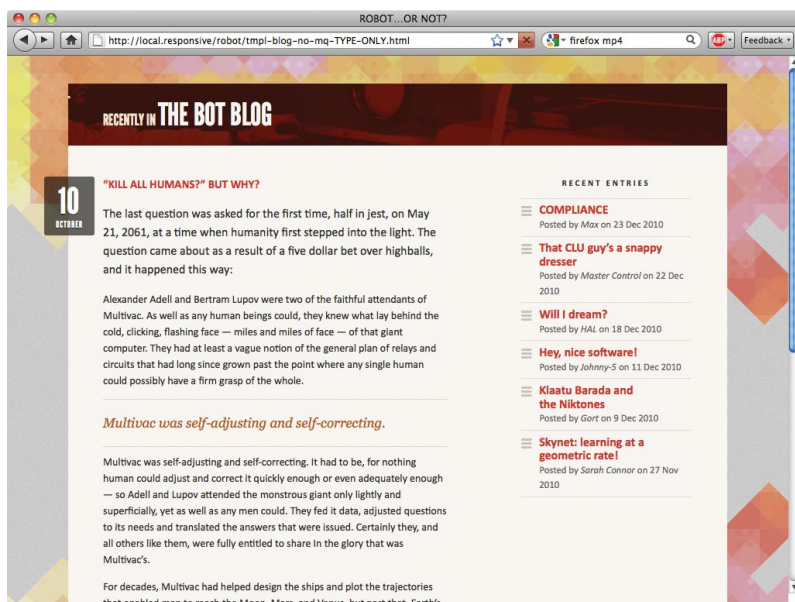 ROBOT...OR NOT?
http://local.responsive/robot/tmpl-blog-no-mq-TYPE-ONLY.html
firefox mp4
ABP
Feedback
RECENTLY IN THE BOT BLOG
10
OCTOBER
“KILL ALL HUMANS?” BUT WHY?
The last question was asked for the first time, half in jest, on May
21, 2061, at a time when humanity first stepped into the light. The
question came about as a result of a five dollar bet over highballs,
and it happened this way:
Alexander Adell and Bertram Lupov were two of the faithful attendants of
Multivac. As well as any human beings could, they knew what lay behind the
cold, clicking, flashing face — miles and miles of face — of that giant
computer. They had at least a vague notion of the general plan of relays and
circuits that had long since grown past the point where any single human
could possibly have a firm grasp of the whole.
Multivac was self-adjusting and self-correcting.
Multivac was self-adjusting and self-correcting. It had to be, for nothing
human could adjust and correct it quickly enough or even adequately enough
— so Adell and Lupov attended the monstrous giant only lightly and
superficially, yet as well as any men could. They fed it data, adjusted questions
to its needs and translated the answers that were issued. Certainly they, and
all others like them, were fully entitled to share In the glory that was
Multivac's.
For decades, Multivac had helped design the ships and plot the trajectories
that enabled man to reach the Moon, Mars, and Venus, but past that, Earth's
RECENT ENTRIES
COMPLIANCE
Posted by Max on 23 Dec 2010
That CLU guy's a snappy
dresser
Posted by Master Control on 22 Dec
2010
Will I dream?
Posted by HAL on 18 Dec 2010
Hey, nice software!
Posted by Johnny-5 on 11 Dec 2010
Klaatu Barada and
the Niktones
Posted by Gort on 9 Dec 2010
Skynet: learning at a
geometric rate!
Posted by Sarah Connor on 27 Nov
2010